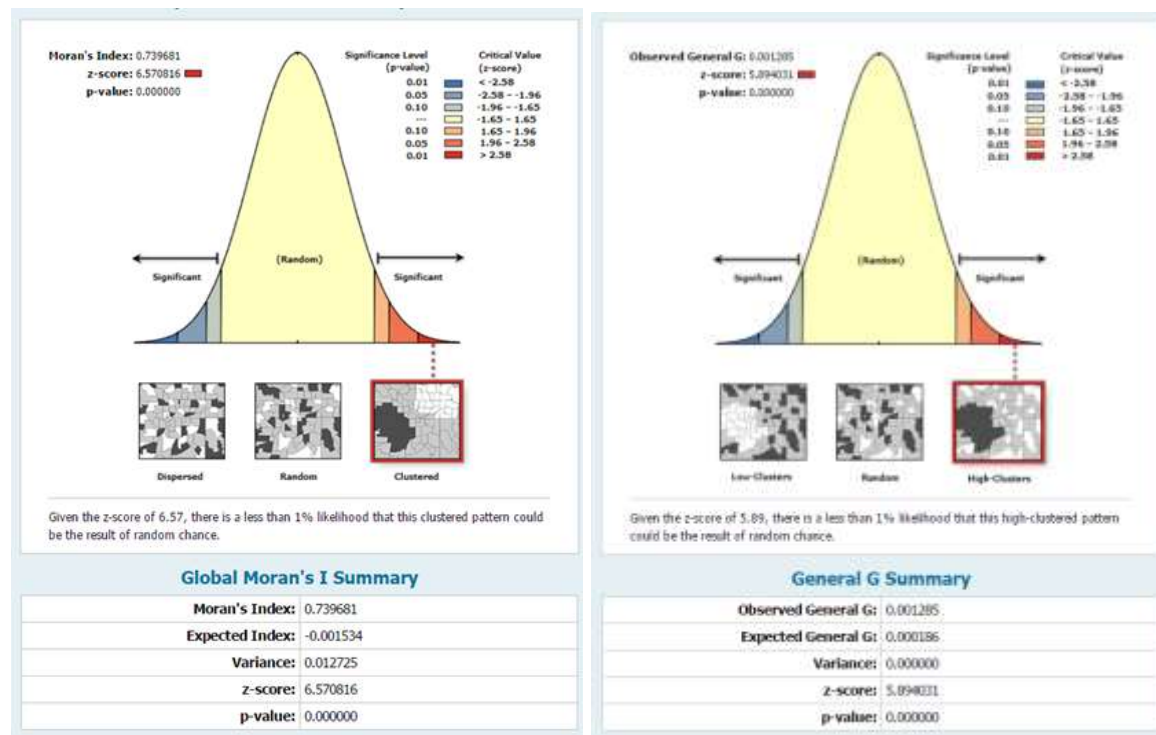 Moran's Index: 0.739681
z-score: 6.570816
p-value: 0.000000
Significance Level
(p-value)
Critical Value
(z-score)
0.01 < -2.58
0.05 -2.58 - -1.96
0.10 -1.96 - -1.65
... -1.65 - 1.65
0.10 1.65 - 1.96
0.05 1.96 - 2.58
0.01 > 2.58
(Random)
Significant
Significant
Dispersed
Random
Clustered
Given the z-score of 6.57, there is a less than 1% likelihood that this clustered pattern could
be the result of random chance.
Global Moran's I Summary
Moran's Index: 0.739681
Expected Index: -0.001534
Variance: 0.012725
z-score: 6.570816
p-value: 0.000000
Observed General G: 0.001285
z-score: 5.894031
p-value: 0.000000
Significance Level
(p-value)
Critical Value
(z-score)
0.01 < -2.58
0.05 -2.58 - -1.96
0.10 -1.96 - -1.65
... -1.65 - 1.65
0.10 1.65 - 1.96
0.05 1.96 - 2.58
0.01 > 2.58
(Random)
Significant
Significant
Low-Clusters
Random
High-Clusters
Given the z-score of 5.89, there is a less than 1% likelihood that this high-clustered pattern
could be the result of random chance.
General G Summary
Observed General G: 0.001285
Expected General G: 0.000186
Variance: 0.000000
z-score: 5.894031
p-value: 0.000000